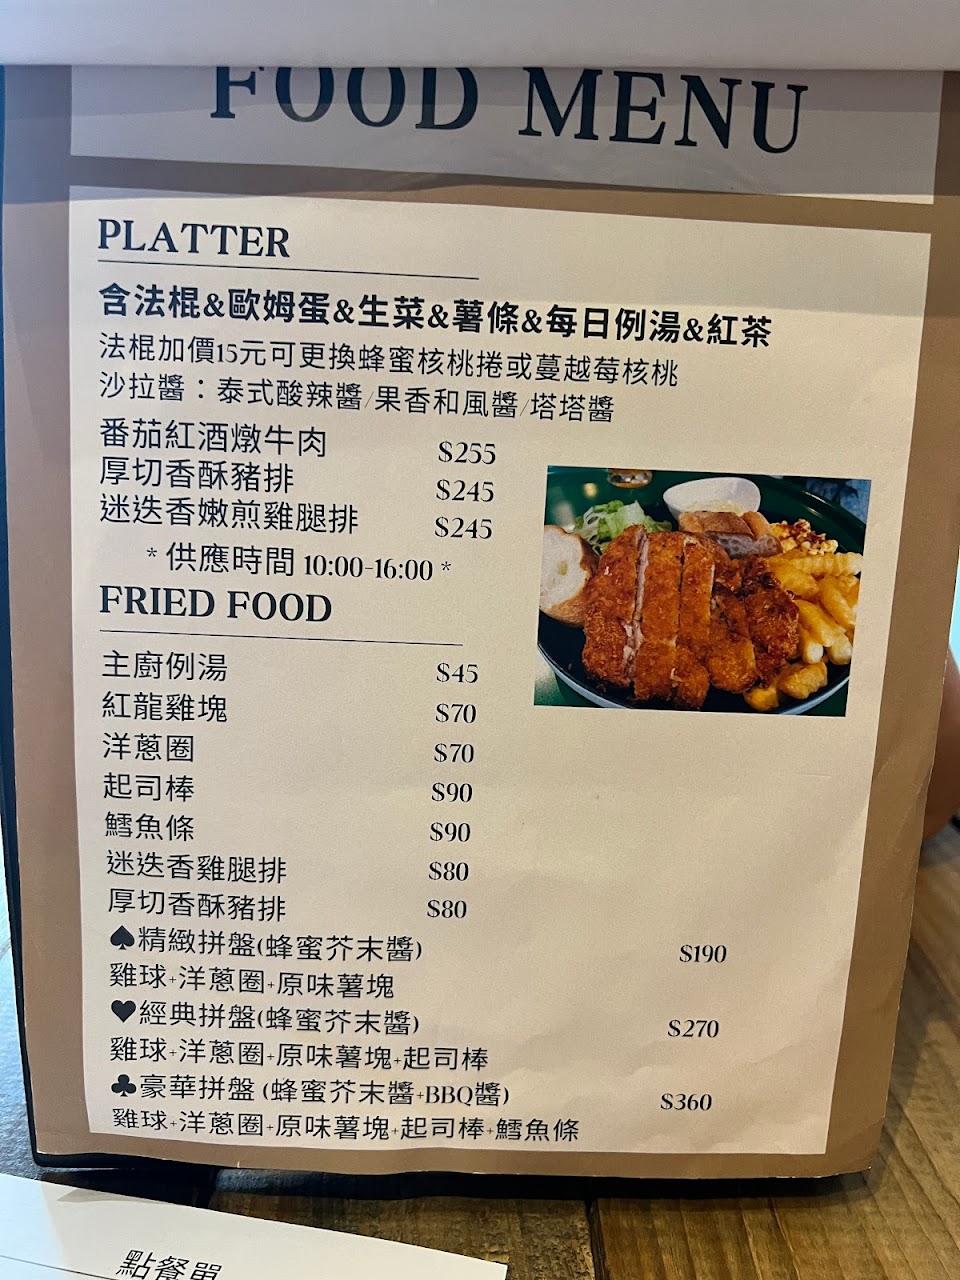 FOOD MENU
PLATTER
含法棍&歐姆蛋&生菜&薯條&每日例湯&紅茶
法棍加價15元可更換蜂蜜核桃捲或蔓越莓核桃
沙拉醬：泰式酸辣醬/果香和風醬/塔塔醬
番茄紅酒燉牛肉 $255
厚切香酥豬排 $245
迷迭香嫩煎雞腿排 $245
*供應時間 10:00-16:00 *
FRIED FOOD
主廚例湯 $45
紅龍雞塊 $70
洋蔥圈 $70
起司棒 $90
鱈魚條 $90
迷迭香雞腿排 $80
厚切香酥豬排 $80
♠精緻拼盤(蜂蜜芥末醬) $190
雞球+洋蔥圈+原味薯塊
♥經典拼盤(蜂蜜芥末醬) $270
雞球+洋蔥圈+原味薯塊+起司棒
♣豪華拼盤 (蜂蜜芥末醬+BBQ醬) $360
雞球+洋蔥圈+原味薯塊+起司棒+鱈魚條
點餐單